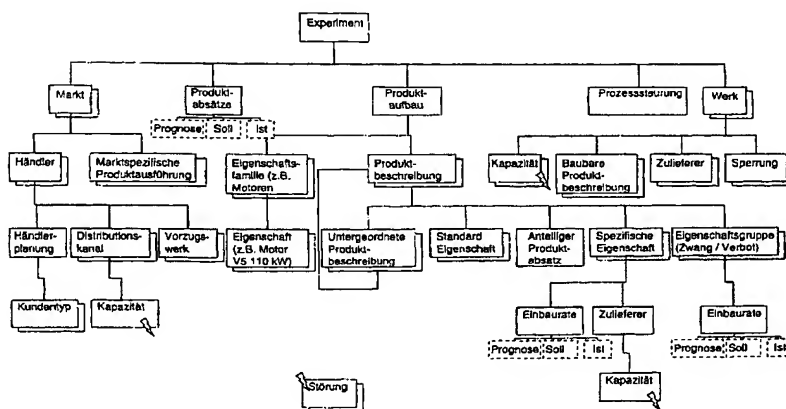 Experiment
Markt
Produkt-
absätze
Produkt-
aufbau
Prozesssteurung
Werk
Prognose Soll Ist
Händler
Marktspezifische
Produktausführung
Eigenschafts-
familie (z.B.
Motoren
Produkt-
beschreibung
Kapazität
Baubare
Produkt-
beschreibung
Zulieferer
Sperrung
Händler-
planung
Distributions-
kanal
Vorzugs-
werk
Eigenschaft
(z.B. Motor
V5 110 kW)
Untergeordnete
Produkt-
beschreibung
Standard
Eigenschaft
Anteiliger
Produkt-
absatz
Spezifische
Eigenschaft
Eigenschaftsgruppe
(Zwang / Verbot)
Kundentyp
Kapazität
Einbaurate
Zulieferer
Einbaurate
Prognose Soll Ist
Prognose Soll Ist
Störung
Kapazität